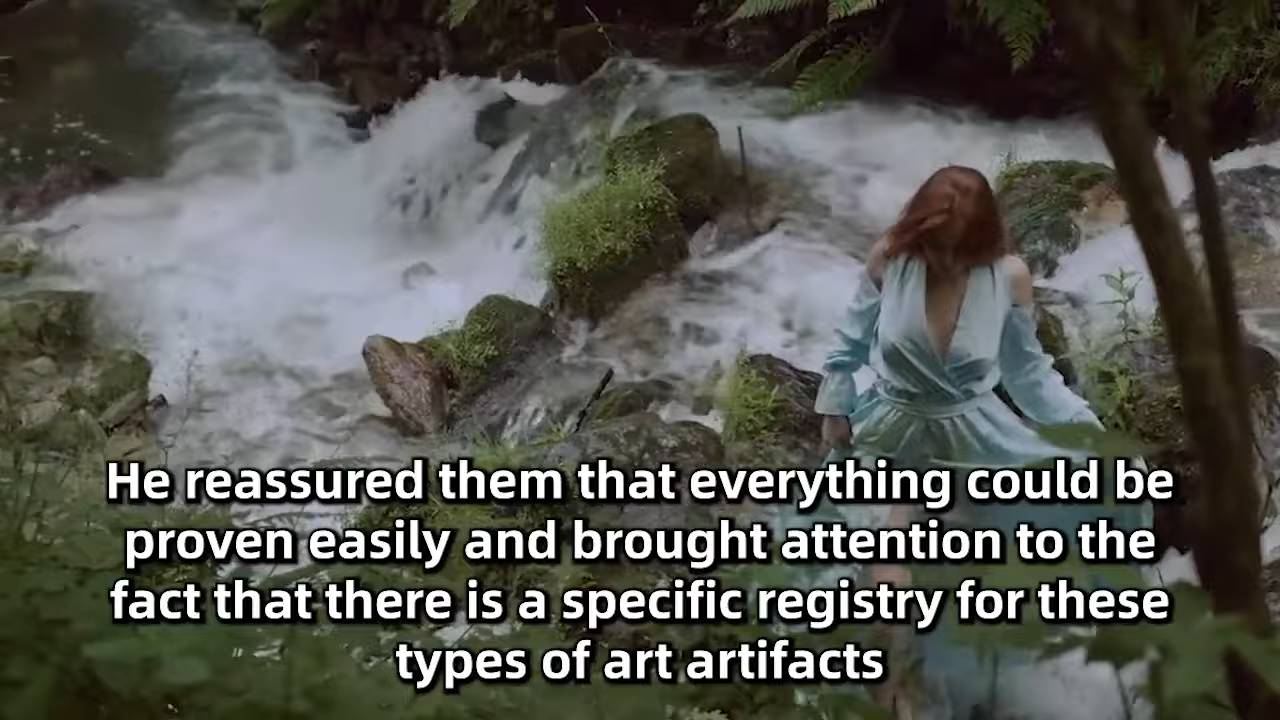 He reassured them that everything could be
proven easily and brought attention to the
fact that there is a specific registry for these
types of art artifacts